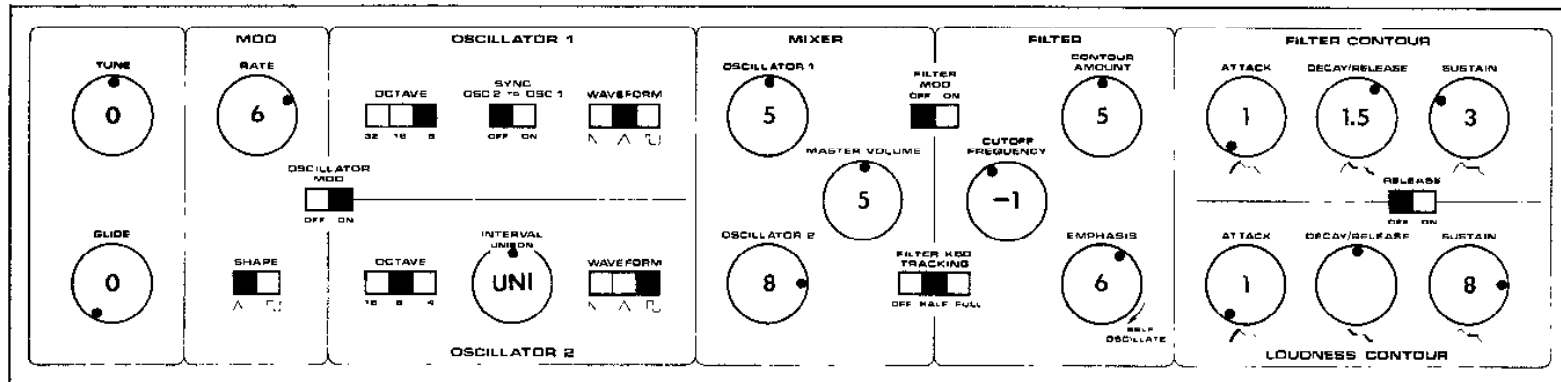 MOD
OSCILLATOR 1
MIXER
FILTER
FILTER CONTOUR
TUNE
0
RATE
6
OCTAVE
32 16 8
SYNC
OSC 2 TO OSC 1
OFF ON
WAVEFORM
OSCILLATOR 1
5
FILTER
MOD
OFF ON
CONTOUR
AMOUNT
5
ATTACK
1
DECAY/RELEASE
1.5
SUSTAIN
3
OSCILLATOR
MOD
OFF ON
MASTER VOLUME
5
CUTOFF
FREQUENCY
-1
RELEASE
OFF ON
GLIDE
0
SHAPE
OCTAVE
16 8 4
INTERVAL
UNISON
UNI
WAVEFORM
OSCILLATOR 2
8
FILTER KBD
TRACKING
OFF HALF FULL
EMPHASIS
6
SELF
OSCILLATE
ATTACK
1
DECAY/RELEASE
SUSTAIN
8
OSCILLATOR 2
LOUDNESS CONTOUR